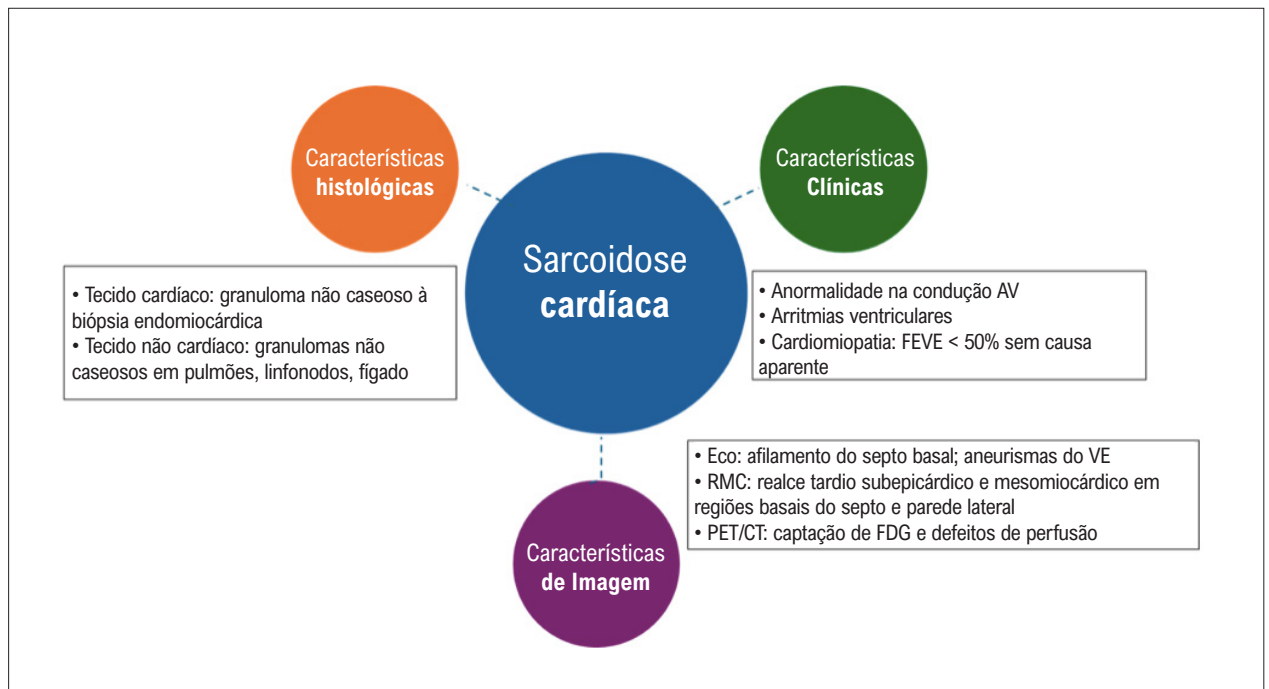 Características
histológicas
Características
Clínicas
Sarcoidose
cardíaca
• Tecido cardíaco: granuloma não caseoso à
biópsia endomiocárdica
• Tecido não cardíaco: granulomas não
caseosos em pulmões, linfonodos, fígado
• Anormalidade na condução AV
• Arritmias ventriculares
• Cardiomiopatia: FEVE < 50% sem causa
aparente
• Eco: afilamento do septo basal; aneurismas do VE
• RMC: realce tardio subepicárdico e mesomiocárdico em
regiões basais do septo e parede lateral
• PET/CT: captação de FDG e defeitos de perfusão
Características
de Imagem